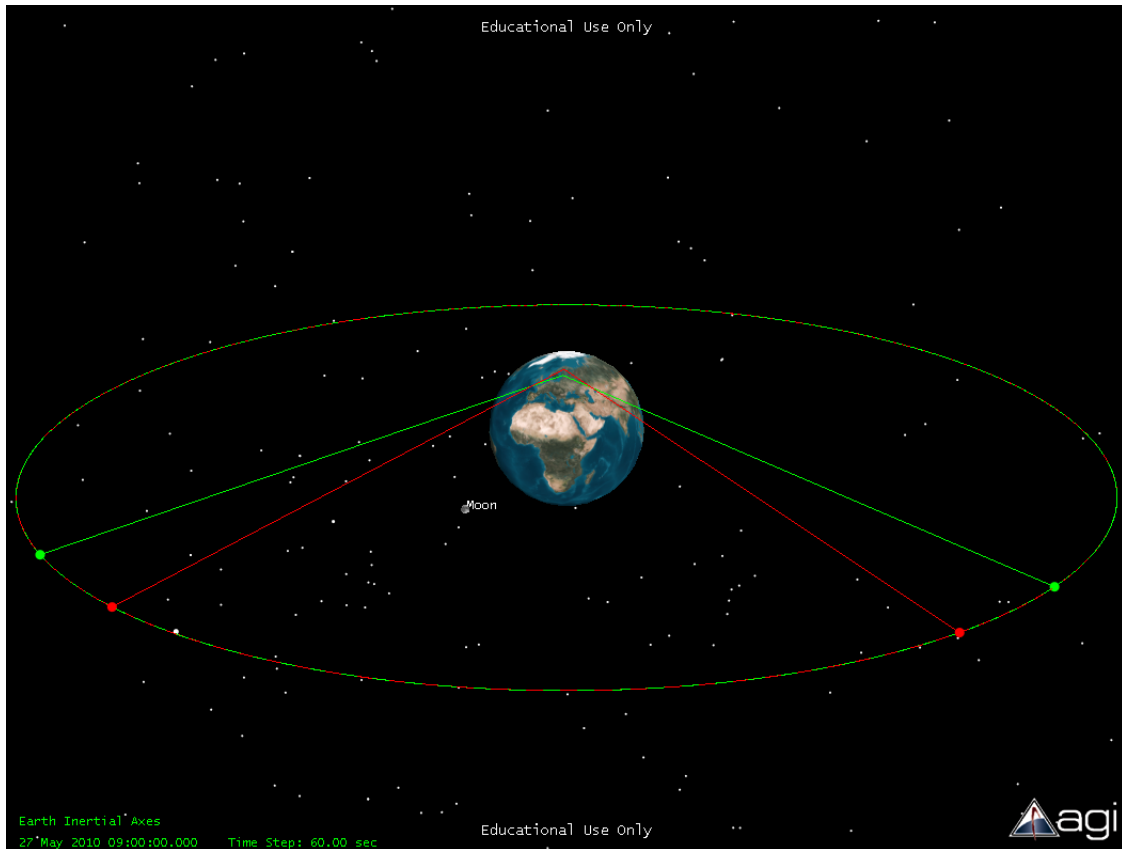 Educational Use Only
Moon
Earth Inertial Axes
27 May 2010 09:00:00.000    Time Step: 60.00 sec
Educational Use Only
agi